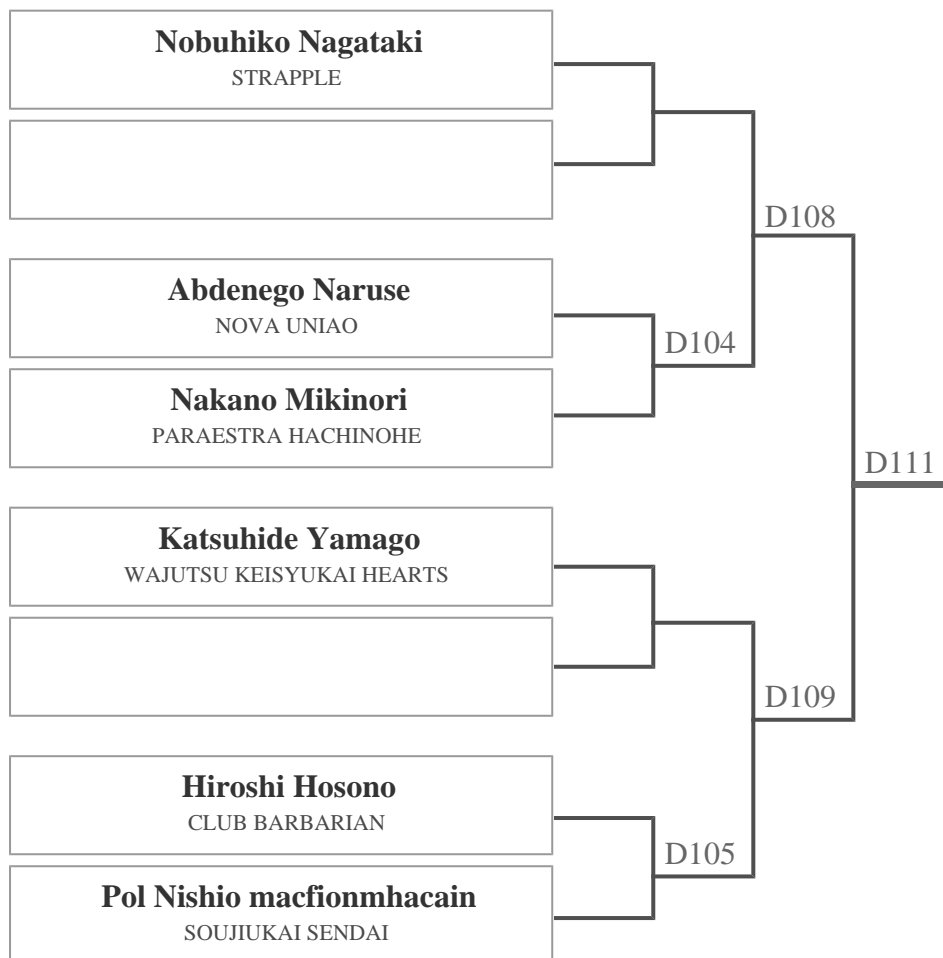 Nobuhiko Nagataki
STRAPPLE
D108
Abdenego Naruse
NOVA UNIAO
D104
Nakano Mikinori
PARAESTRA HACHINOHE
D111
Katsuhide Yamago
WAJUTSU KEISYUKAI HEARTS
D109
Hiroshi Hosono
CLUB BARBARIAN
D105
Pol Nishio macfionmhacain
SOUJIUKAI SENDAI